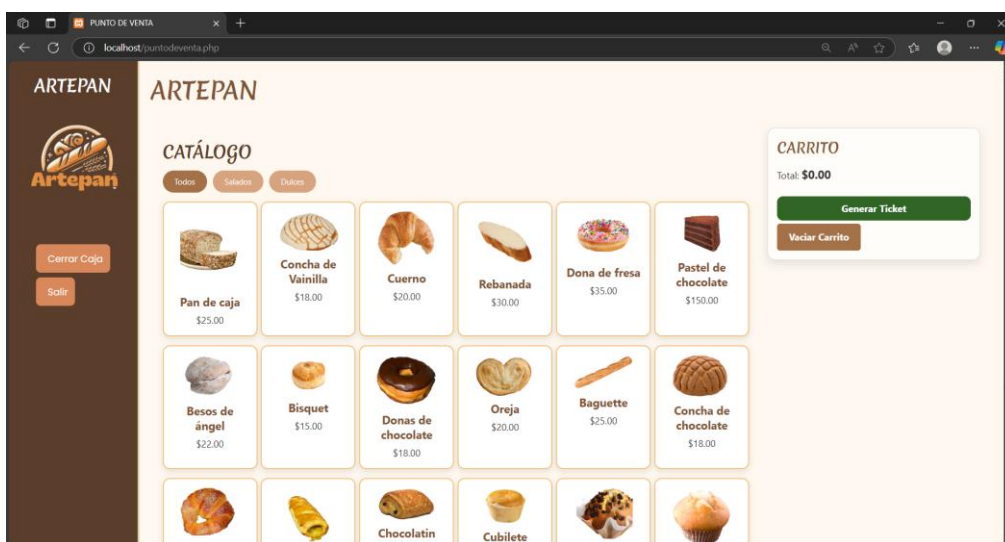 PUNTO DE VENTA
localhost/puntodeventa.php
ARTEPAN
Artepan
Cerrar Caja
Salir
ARTEPAN
CATÁLOGO
Todos
Salados
Dulces
Pan de caja
$25.00
Concha de
Vainilla
$18.00
Cuerno
$20.00
Rebanada
$30.00
Dona de fresa
$35.00
Pastel de
chocolate
$150.00
Besos de
ángel
$22.00
Bisquet
$15.00
Donas de
chocolate
$18.00
Oreja
$20.00
Baguette
$25.00
Concha de
chocolate
$18.00
Chocolatin
Cubilete
CARRITO
Total: $0.00
Generar Ticket
Vaciar Carrito